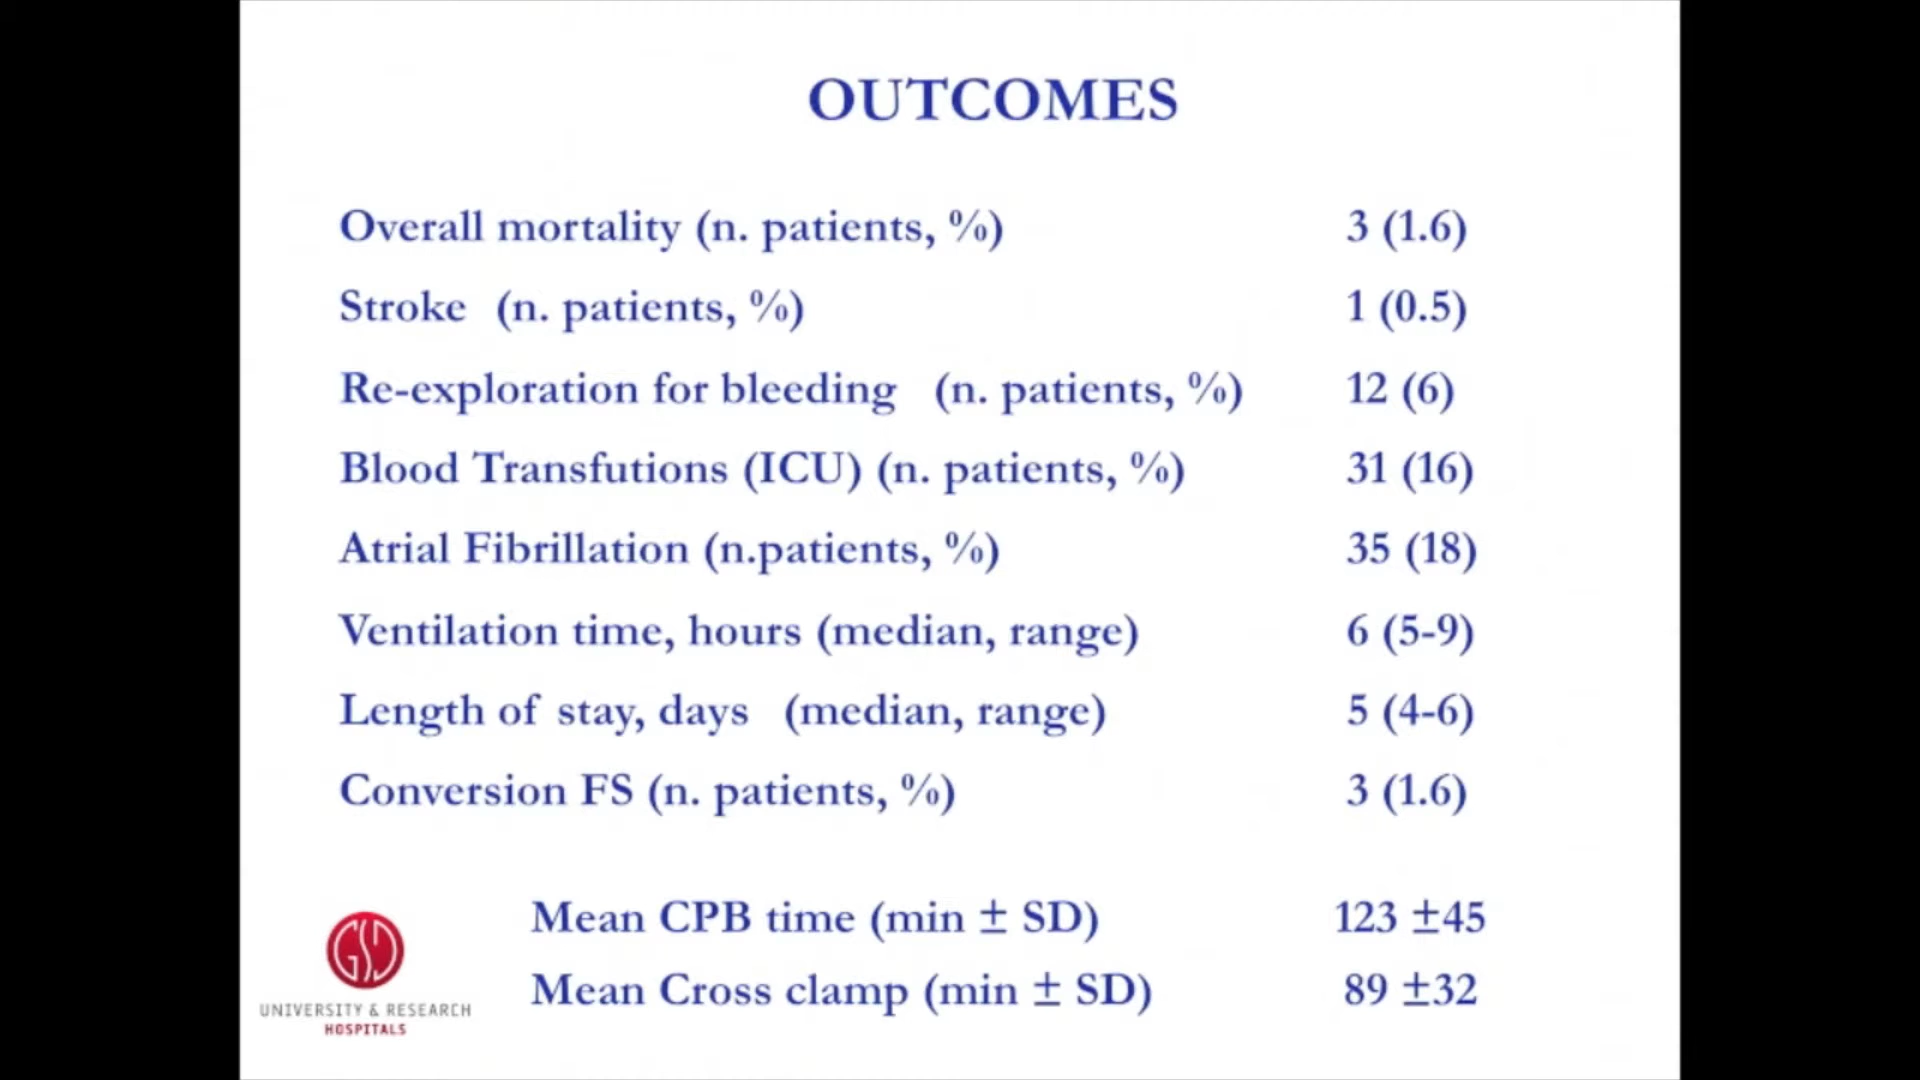 OUTCOMES
Overall mortality (n. patients, %) 3 (1.6)
Stroke (n. patients, %) 1 (0.5)
Re-exploration for bleeding (n. patients, %) 12 (6)
Blood Transfutions (ICU) (n. patients, %) 31 (16)
Atrial Fibrillation (n.patients, %) 35 (18)
Ventilation time, hours (median, range) 6 (5-9)
Length of stay, days (median, range) 5 (4-6)
Conversion FS (n. patients, %) 3 (1.6)
Mean CPB time (min ± SD) 123 ±45
Mean Cross clamp (min ± SD) 89 ±32
GSD
UNIVERSITY & RESEARCH
HOSPITALS